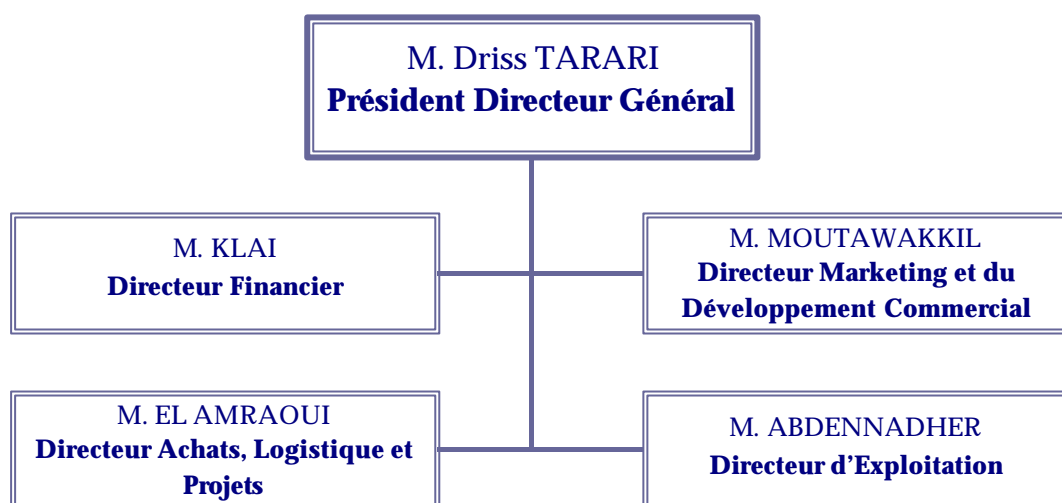 M. Driss TARARI
Président Directeur Général
M. KLAI
Directeur Financier
M. MOUTAWAKKIL
Directeur Marketing et du
Développement Commercial
M. EL AMRAOUI
Directeur Achats, Logistique et
Projets
M. ABDENNADHER
Directeur d’Exploitation